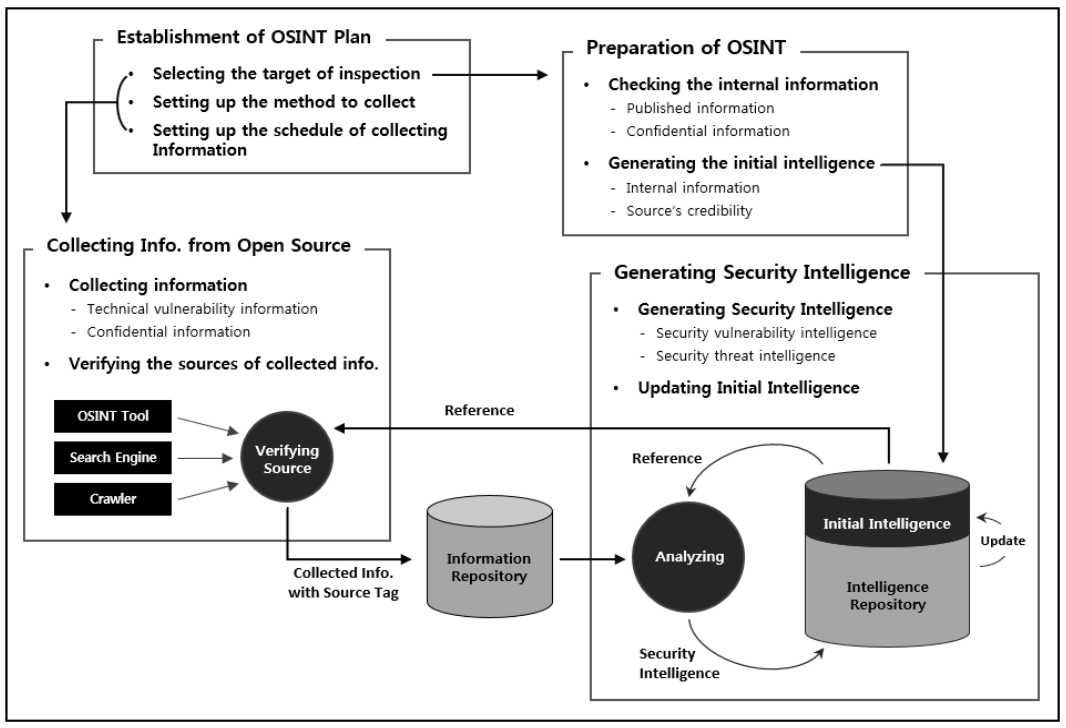 Establishment of OSINT Plan
• Selecting the target of inspection
• Setting up the method to collect
• Setting up the schedule of collecting
Information
Preparation of OSINT
• Checking the internal information
- Published information
- Confidential information
• Generating the initial intelligence
- Internal information
- Source's credibility
Collecting Info. from Open Source
• Collecting information
- Technical vulnerability information
- Confidential information
• Verifying the sources of collected info.
OSINT Tool
Search Engine
Crawler
Verifying
Source
Collected Info.
with Source Tag
Information
Repository
Reference
Generating Security Intelligence
• Generating Security Intelligence
- Security vulnerability intelligence
- Security threat intelligence
• Updating Initial Intelligence
Reference
Analyzing
Security
Intelligence
Initial Intelligence
Intelligence
Repository
Update